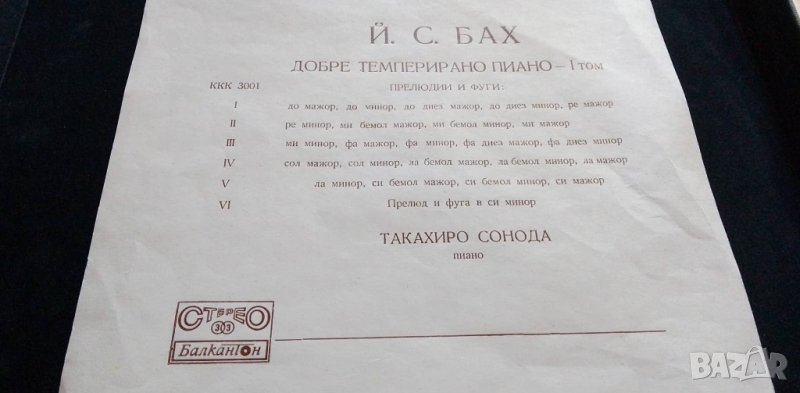 Й. С. БАХ
ДОБРЕ ТЕМПЕРИРАНО ПИАНО – I том
ККК 3001 ПРЕЛЮДИИ И ФУГИ:
I до мажор, до минор, до диез мажор, до диез минор, ре мажор
II ре минор, ми бемол мажор, ми бемол минор, ми мажор
III ми минор, фа мажор, фа минор, фа диез мажор, фа диез минор
IV сол мажор, сол минор, ла бемол мажор, ла бемол минор, ла мажор
V ла минор, си бемол мажор, си бемол минор, си мажор
VI Прелюд и фуга в си минор
ТАКАХИРО СОНОДА
пиано
СТЕРЕО
303
Балкантон
BAZAR
bg